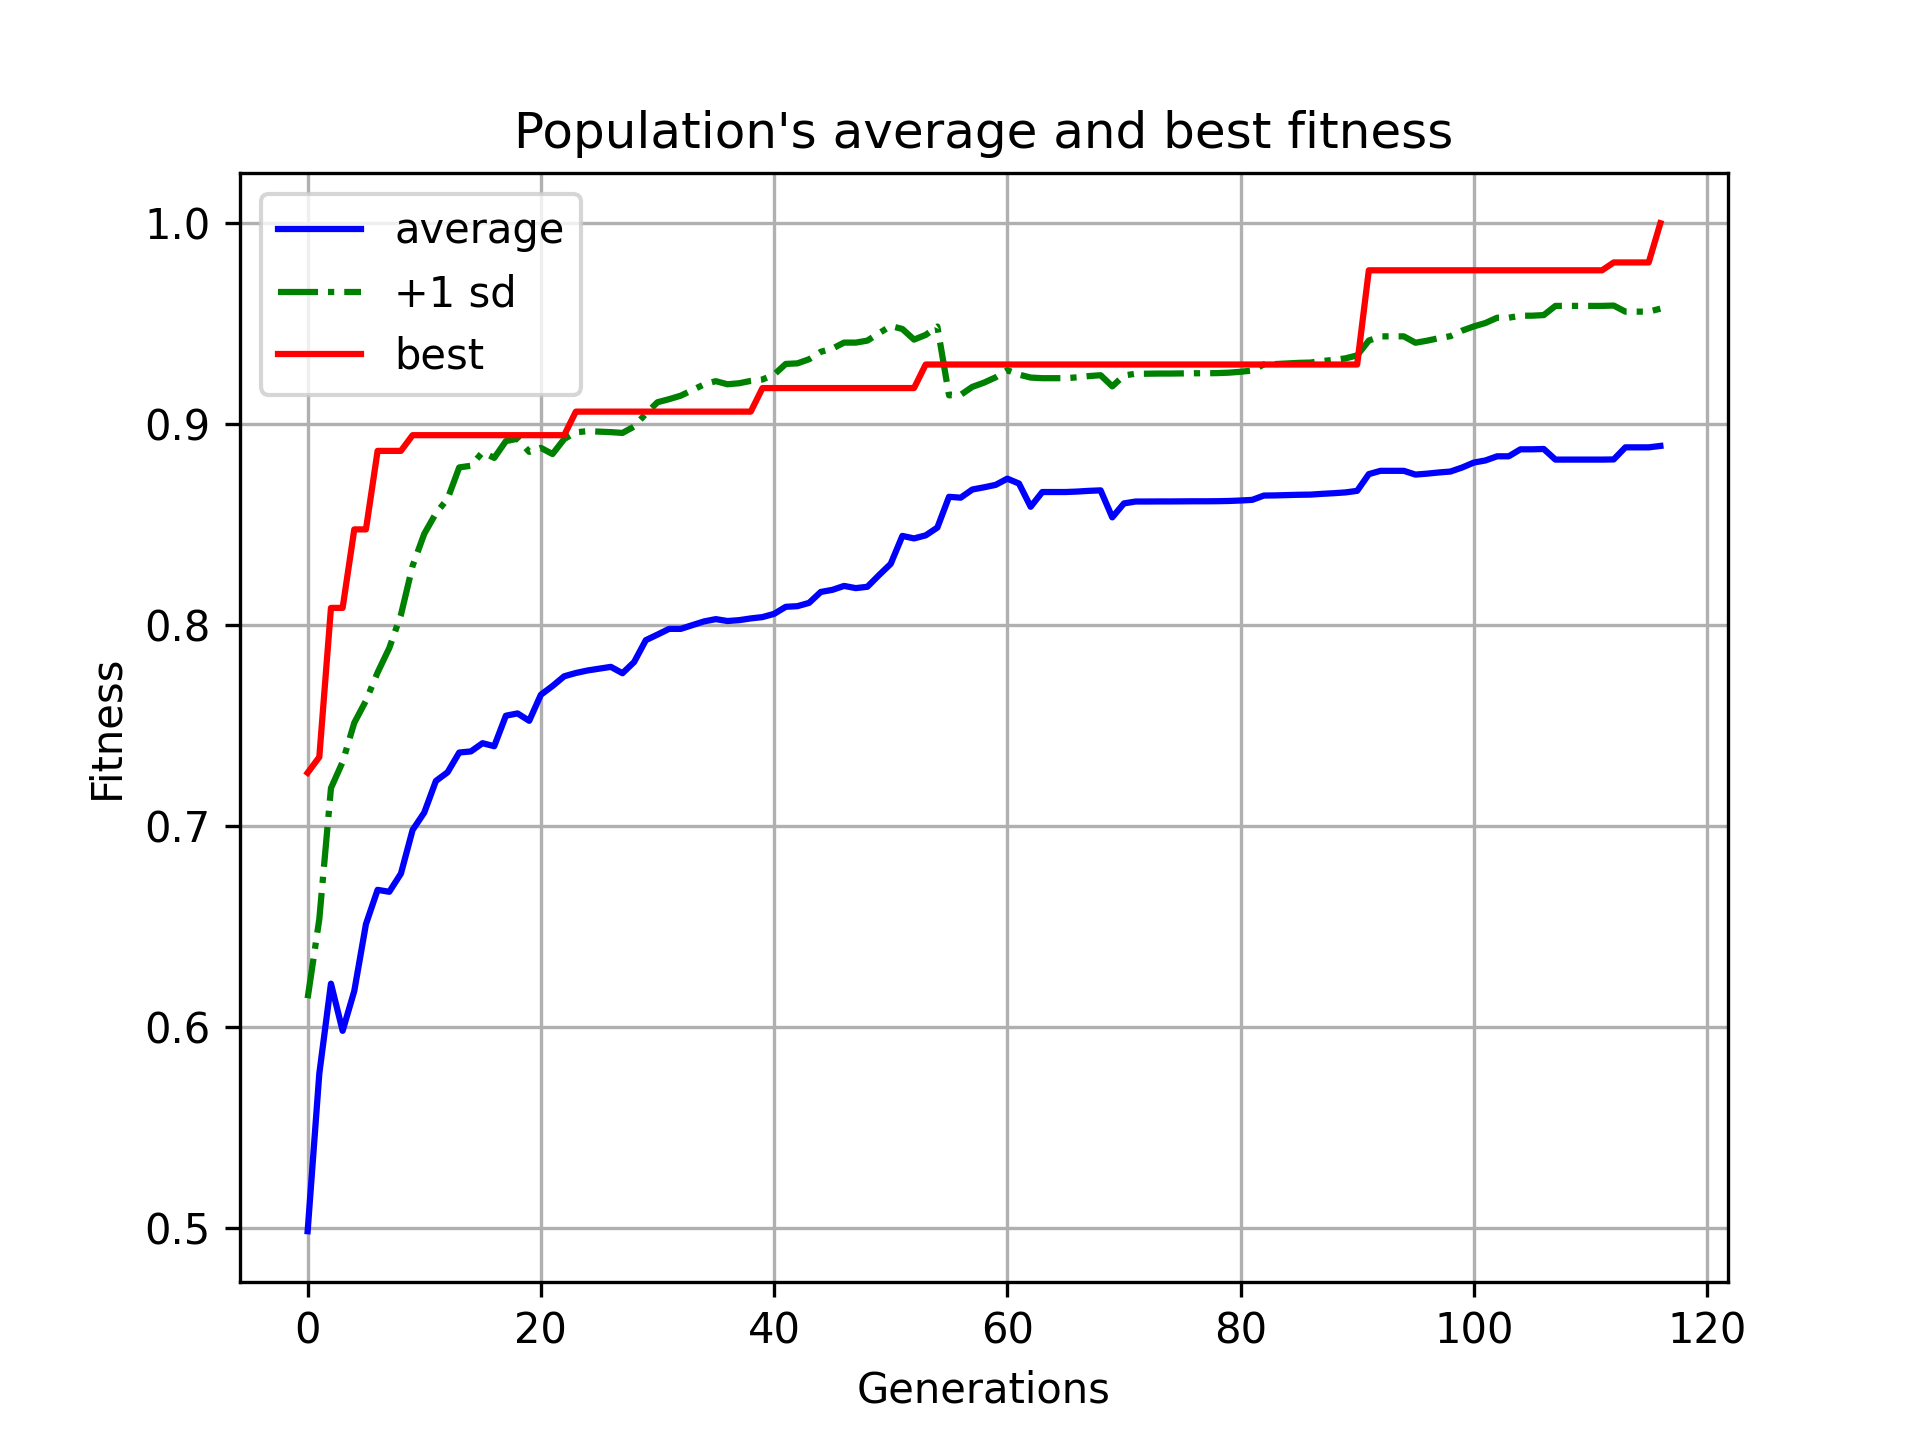 Population's average and best fitness
average
+1 sd
best
1.0
0.9
0.8
0.7
0.6
0.5
Fitness
0 20 40 60 80 100 120
Generations